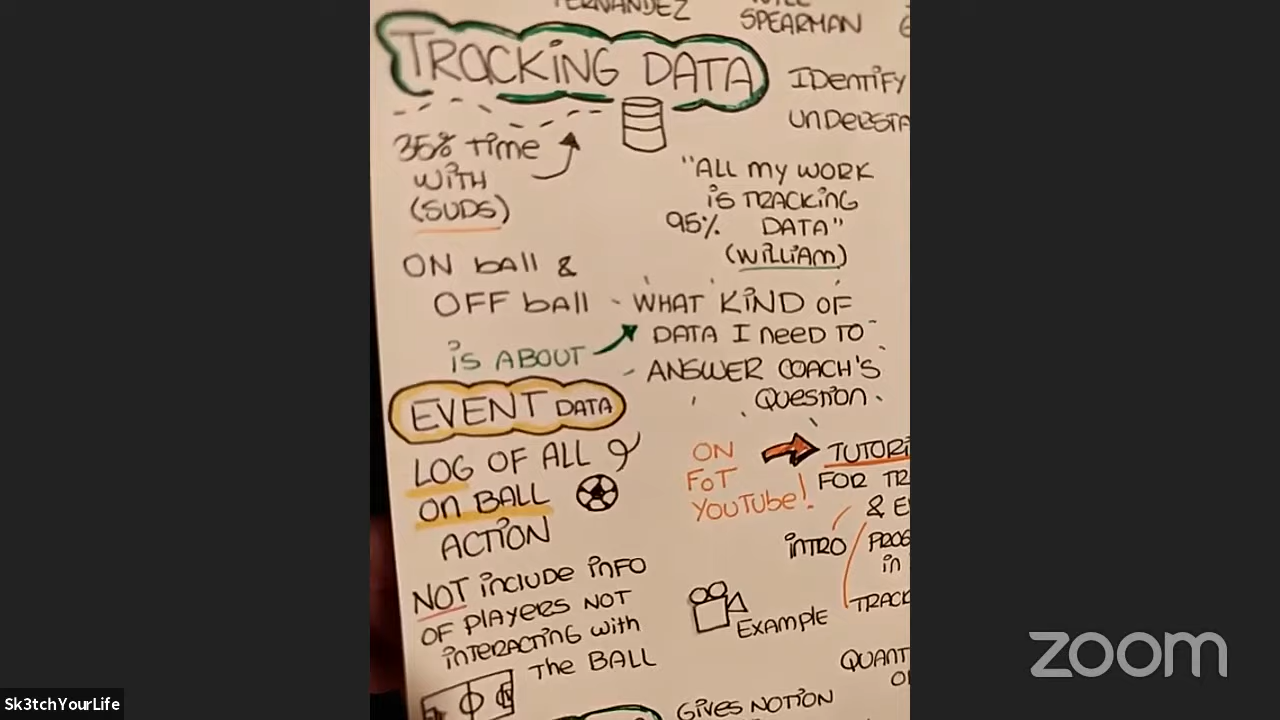 SPEARMAN
TRACKING DATA
IDENTIFY
35% TIME
WITH
(SUDS)
"ALL MY WORK
IS TRACKING
95% DATA"
(WILLIAM)
ON ball &
OFF ball
IS ABOUT
WHAT KIND OF
DATA I NEED TO
ANSWER COACH'S
QUESTION.
EVENT DATA
LOG OF ALL
ON BALL
ACTION
NOT include info
OF PLAYERS NOT
INTERACTING with
The BALL
ON
FOT
YOUTUBE!
FOR
&
INTRO
in
Example
GIVES NOTION
zoom
Sk3tchYourLife